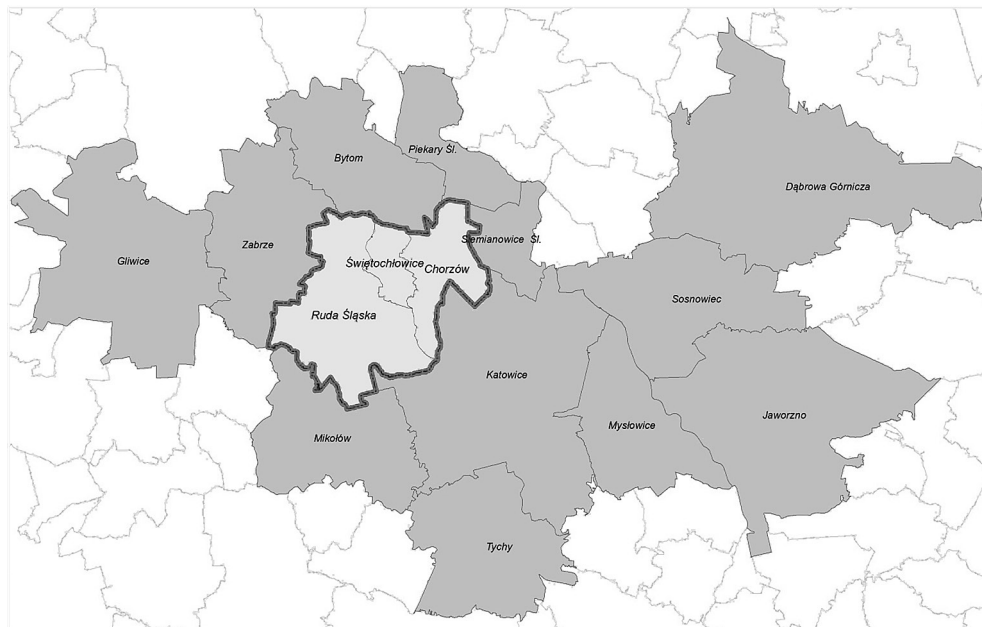 Piekary Śl.
Bytom
Dąbrowa Górnicza
Siemianowice Śl.
Zabrze
Gliwice
Świętochłowice
Chorzów
Sosnowiec
Ruda Śląska
Katowice
Jaworzno
Mysłowice
Mikołów
Tychy